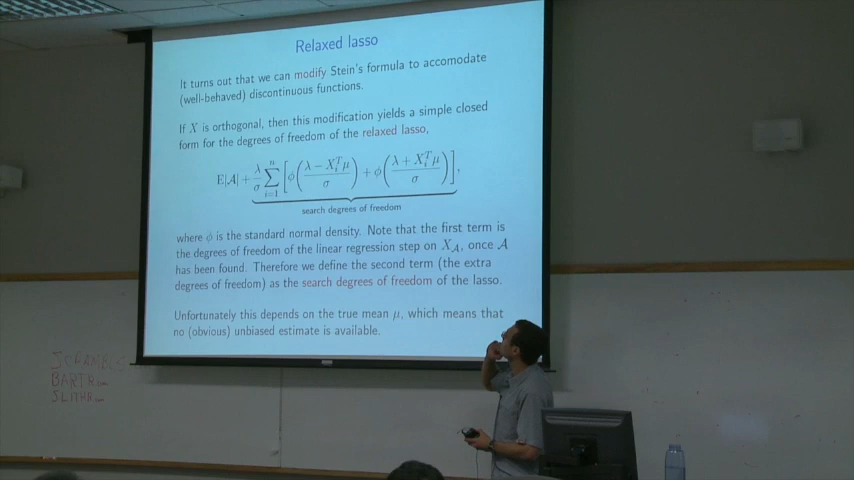 Relaxed lasso
It turns out that we can modify Stein's formula to accomodate
(well-behaved) discontinuous functions.
If X is orthogonal, then this modification yields a simple closed
form for the degrees of freedom of the relaxed lasso,
E|𝒜| + λ/σ ∑_{i=1}^{n} [ϕ((λ − X_i^T μ)/σ) + ϕ((λ + X_i^T μ)/σ)],
search degrees of freedom
where ϕ is the standard normal density. Note that the first term is
the degrees of freedom of the linear regression step on X_𝒜, once 𝒜
has been found. Therefore we define the second term (the extra
degrees of freedom) as the search degrees of freedom of the lasso.
Unfortunately this depends on the true mean μ, which means that
no (obvious) unbiased estimate is available.